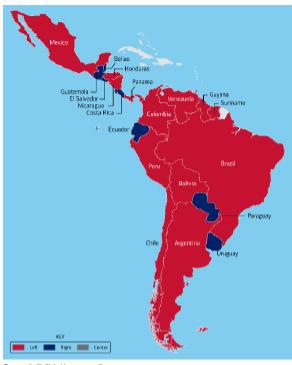 Mexico
Belize
Honduras
Guatemala
El Salvador
Nicaragua
Costa Rica
Panama
Venezuela
Guyana
Suriname
Colombia
Ecuador
Peru
Brazil
Bolivia
Paraguay
Chile
Argentina
Uruguay
KEY
Left Right Center